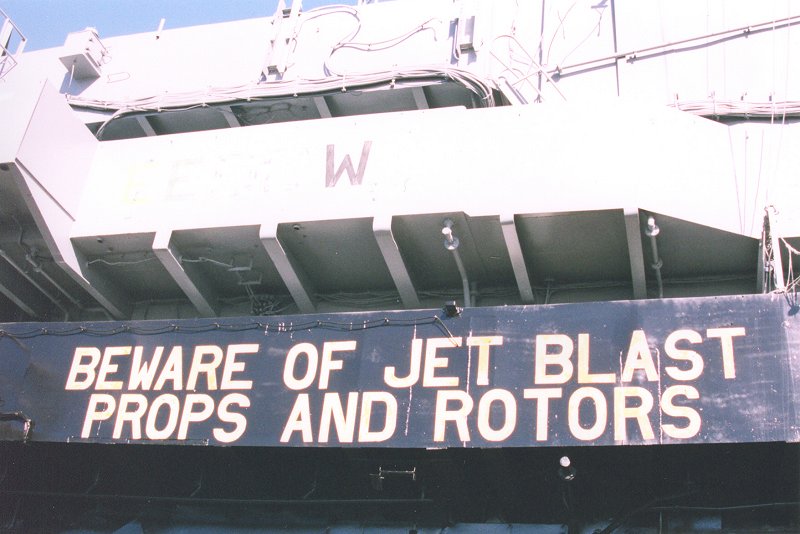 W
BEWARE OF JET BLAST
PROPS AND ROTORS